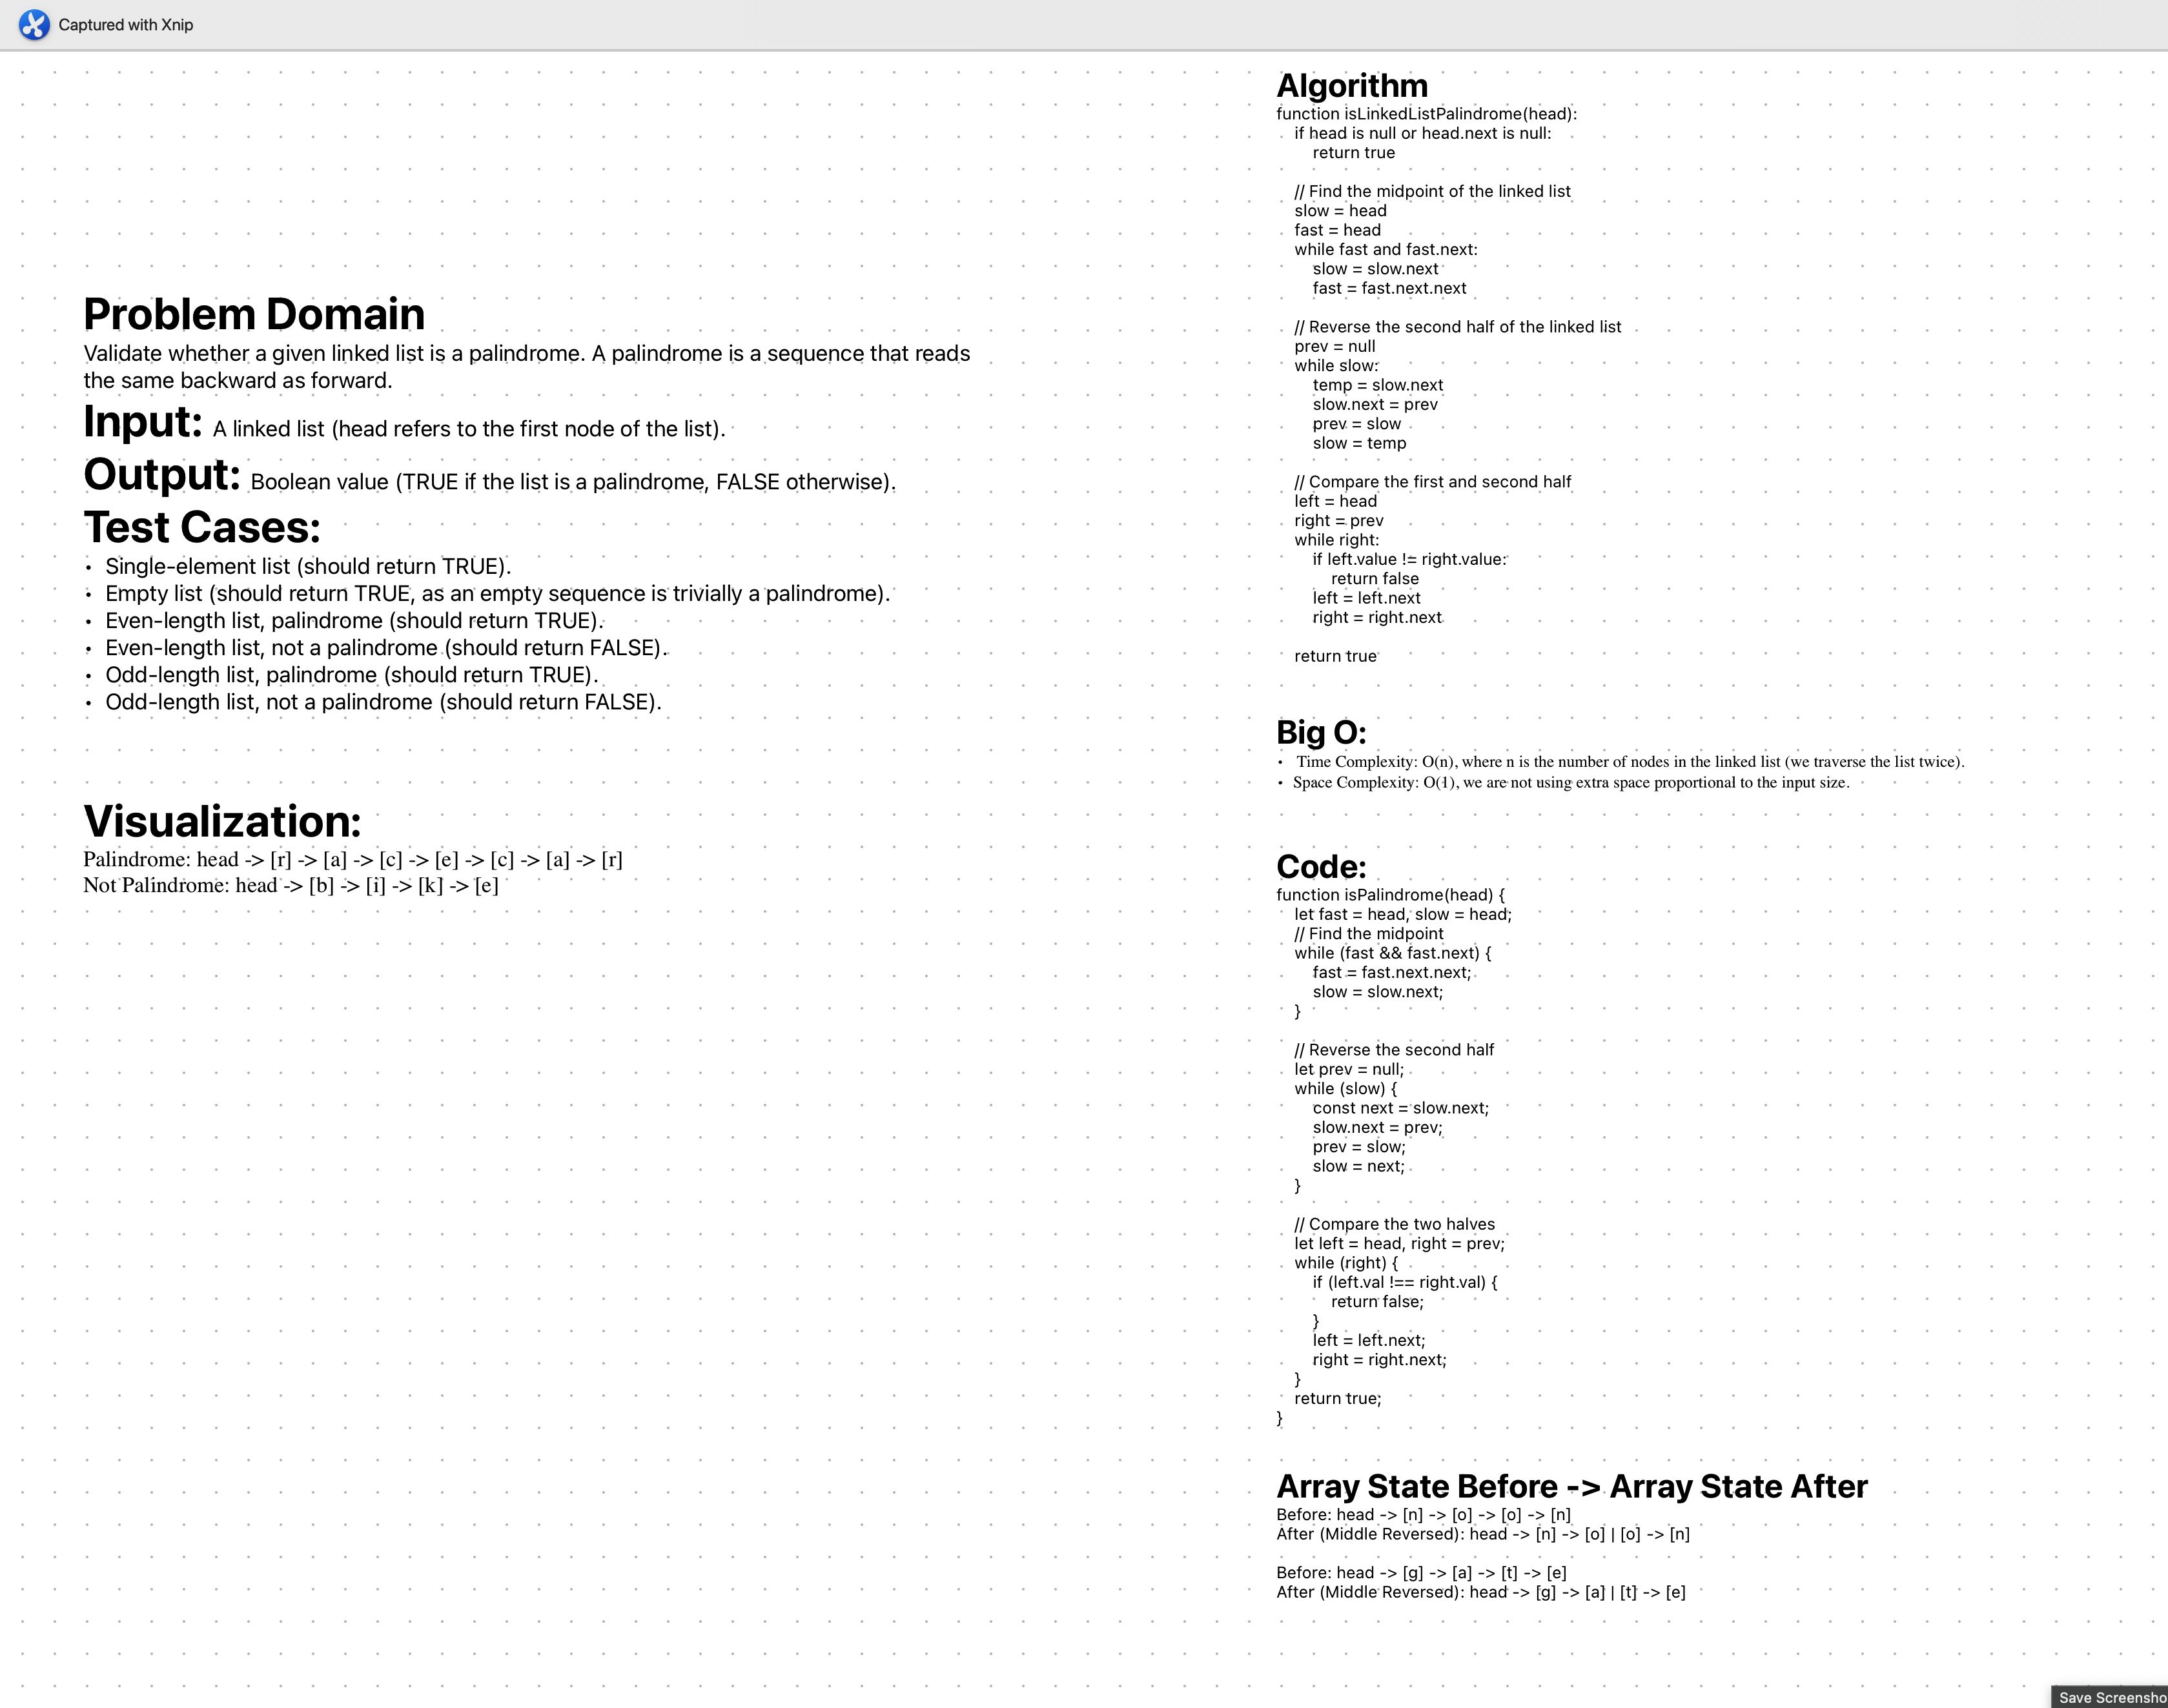 Captured with Xnip
Problem Domain
Validate whether a given linked list is a palindrome. A palindrome is a sequence that reads
the same backward as forward.
Input: A linked list (head refers to the first node of the list).
Output: Boolean value (TRUE if the list is a palindrome, FALSE otherwise).
Test Cases:
• Single-element list (should return TRUE).
• Empty list (should return TRUE, as an empty sequence is trivially a palindrome).
• Even-length list, palindrome (should return TRUE).
• Even-length list, not a palindrome (should return FALSE).
• Odd-length list, palindrome (should return TRUE).
• Odd-length list, not a palindrome (should return FALSE).
Visualization:
Palindrome: head -> [r] -> [a] -> [c] -> [e] -> [c] -> [a] -> [r]
Not Palindrome: head -> [b] -> [i] -> [k] -> [e]
Algorithm
function isLinkedListPalindrome(head):
    if head is null or head.next is null:
        return true
    // Find the midpoint of the linked list
    slow = head
    fast = head
    while fast and fast.next:
        slow = slow.next
        fast = fast.next.next
    // Reverse the second half of the linked list
    prev = null
    while slow:
        temp = slow.next
        slow.next = prev
        prev = slow
        slow = temp
    // Compare the first and second half
    left = head
    right = prev
    while right:
        if left.value != right.value:
            return false
        left = left.next
        right = right.next
    return true
Big O:
• Time Complexity: O(n), where n is the number of nodes in the linked list (we traverse the list twice).
• Space Complexity: O(1), we are not using extra space proportional to the input size.
Code:
function isPalindrome(head) {
    let fast = head, slow = head;
    // Find the midpoint
    while (fast && fast.next) {
        fast = fast.next.next;
        slow = slow.next;
    }
    // Reverse the second half
    let prev = null;
    while (slow) {
        const next = slow.next;
        slow.next = prev;
        prev = slow;
        slow = next;
    }
    // Compare the two halves
    let left = head, right = prev;
    while (right) {
        if (left.val !== right.val) {
            return false;
        }
        left = left.next;
        right = right.next;
    }
    return true;
}
Array State Before -> Array State After
Before: head -> [n] -> [o] -> [o] -> [n]
After (Middle Reversed): head -> [n] -> [o] | [o] -> [n]
Before: head -> [g] -> [a] -> [t] -> [e]
After (Middle Reversed): head -> [g] -> [a] | [t] -> [e]
Save Screensho